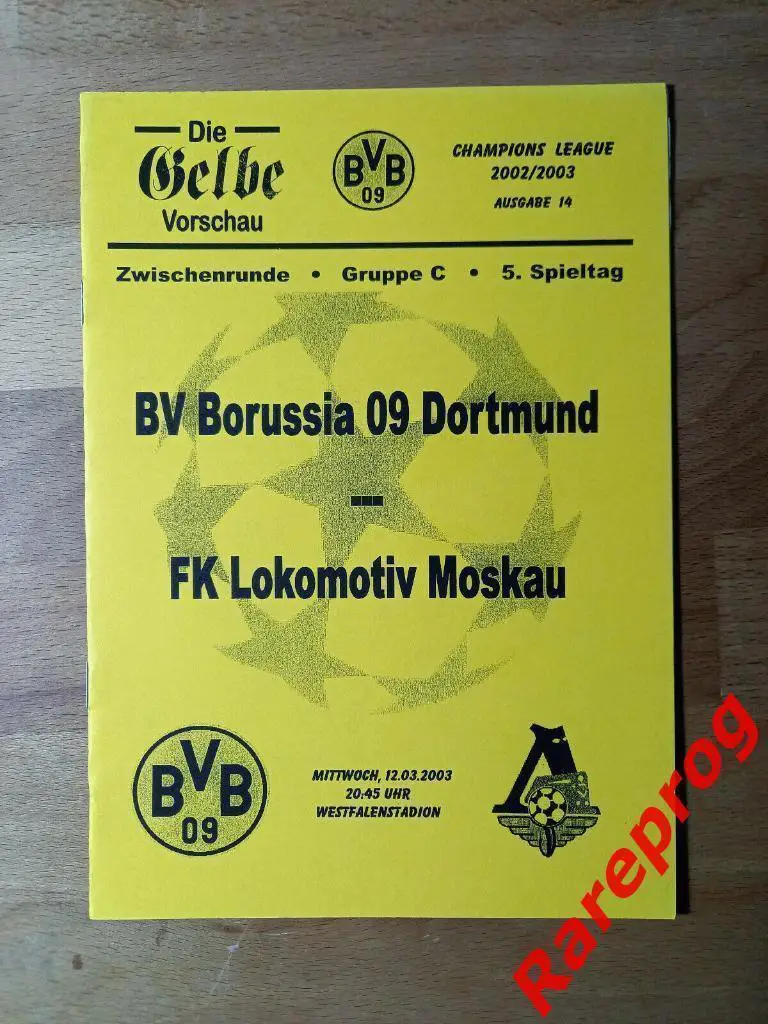 Die
Gelbe
Vorschau
BVB
09
CHAMPIONS LEAGUE
2002/2003
AUSGABE 14
Zwischenrunde • Gruppe C • 5. Spieltag
BV Borussia 09 Dortmund
---
FK Lokomotiv Moskau
BVB
09
MITTWOCH, 12.03.2003
20:45 UHR
WESTFALENSTADION
Rareprog